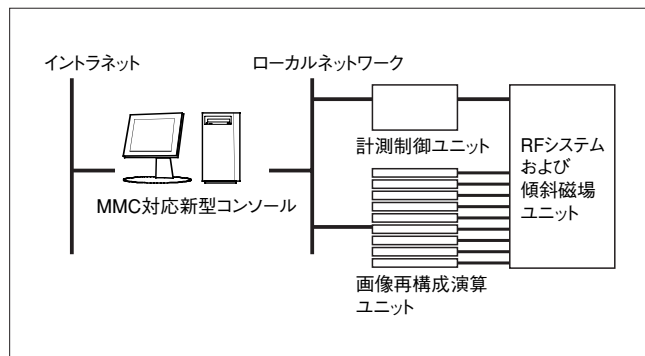 イントラネット
ローカルネットワーク
MMC対応新型コンソール
計測制御ユニット
画像再構成演算
ユニット
RFシステム
および
傾斜磁場
ユニット